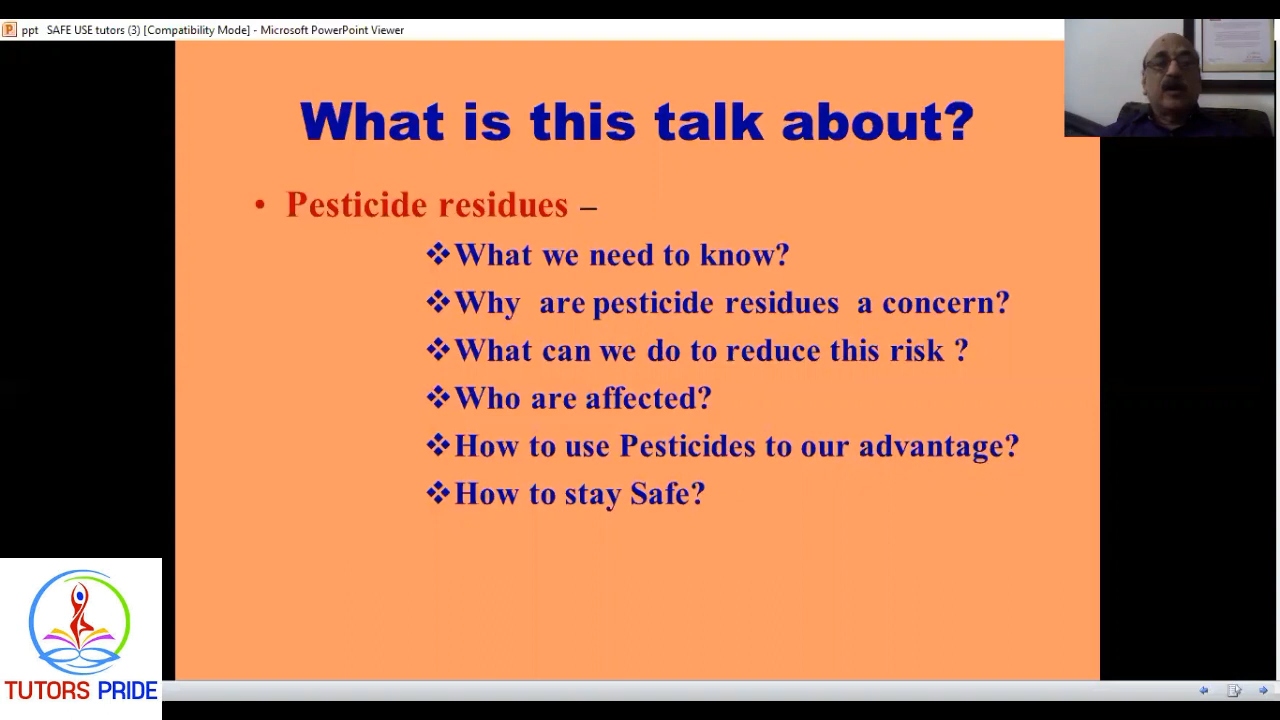 ppt SAFE USE tutors (3) [Compatibility Mode] - Microsoft PowerPoint Viewer
What is this talk about?
• Pesticide residues –
❖What we need to know?
❖Why are pesticide residues a concern?
❖What can we do to reduce this risk ?
❖Who are affected?
❖How to use Pesticides to our advantage?
❖How to stay Safe?
TUTORS PRIDE